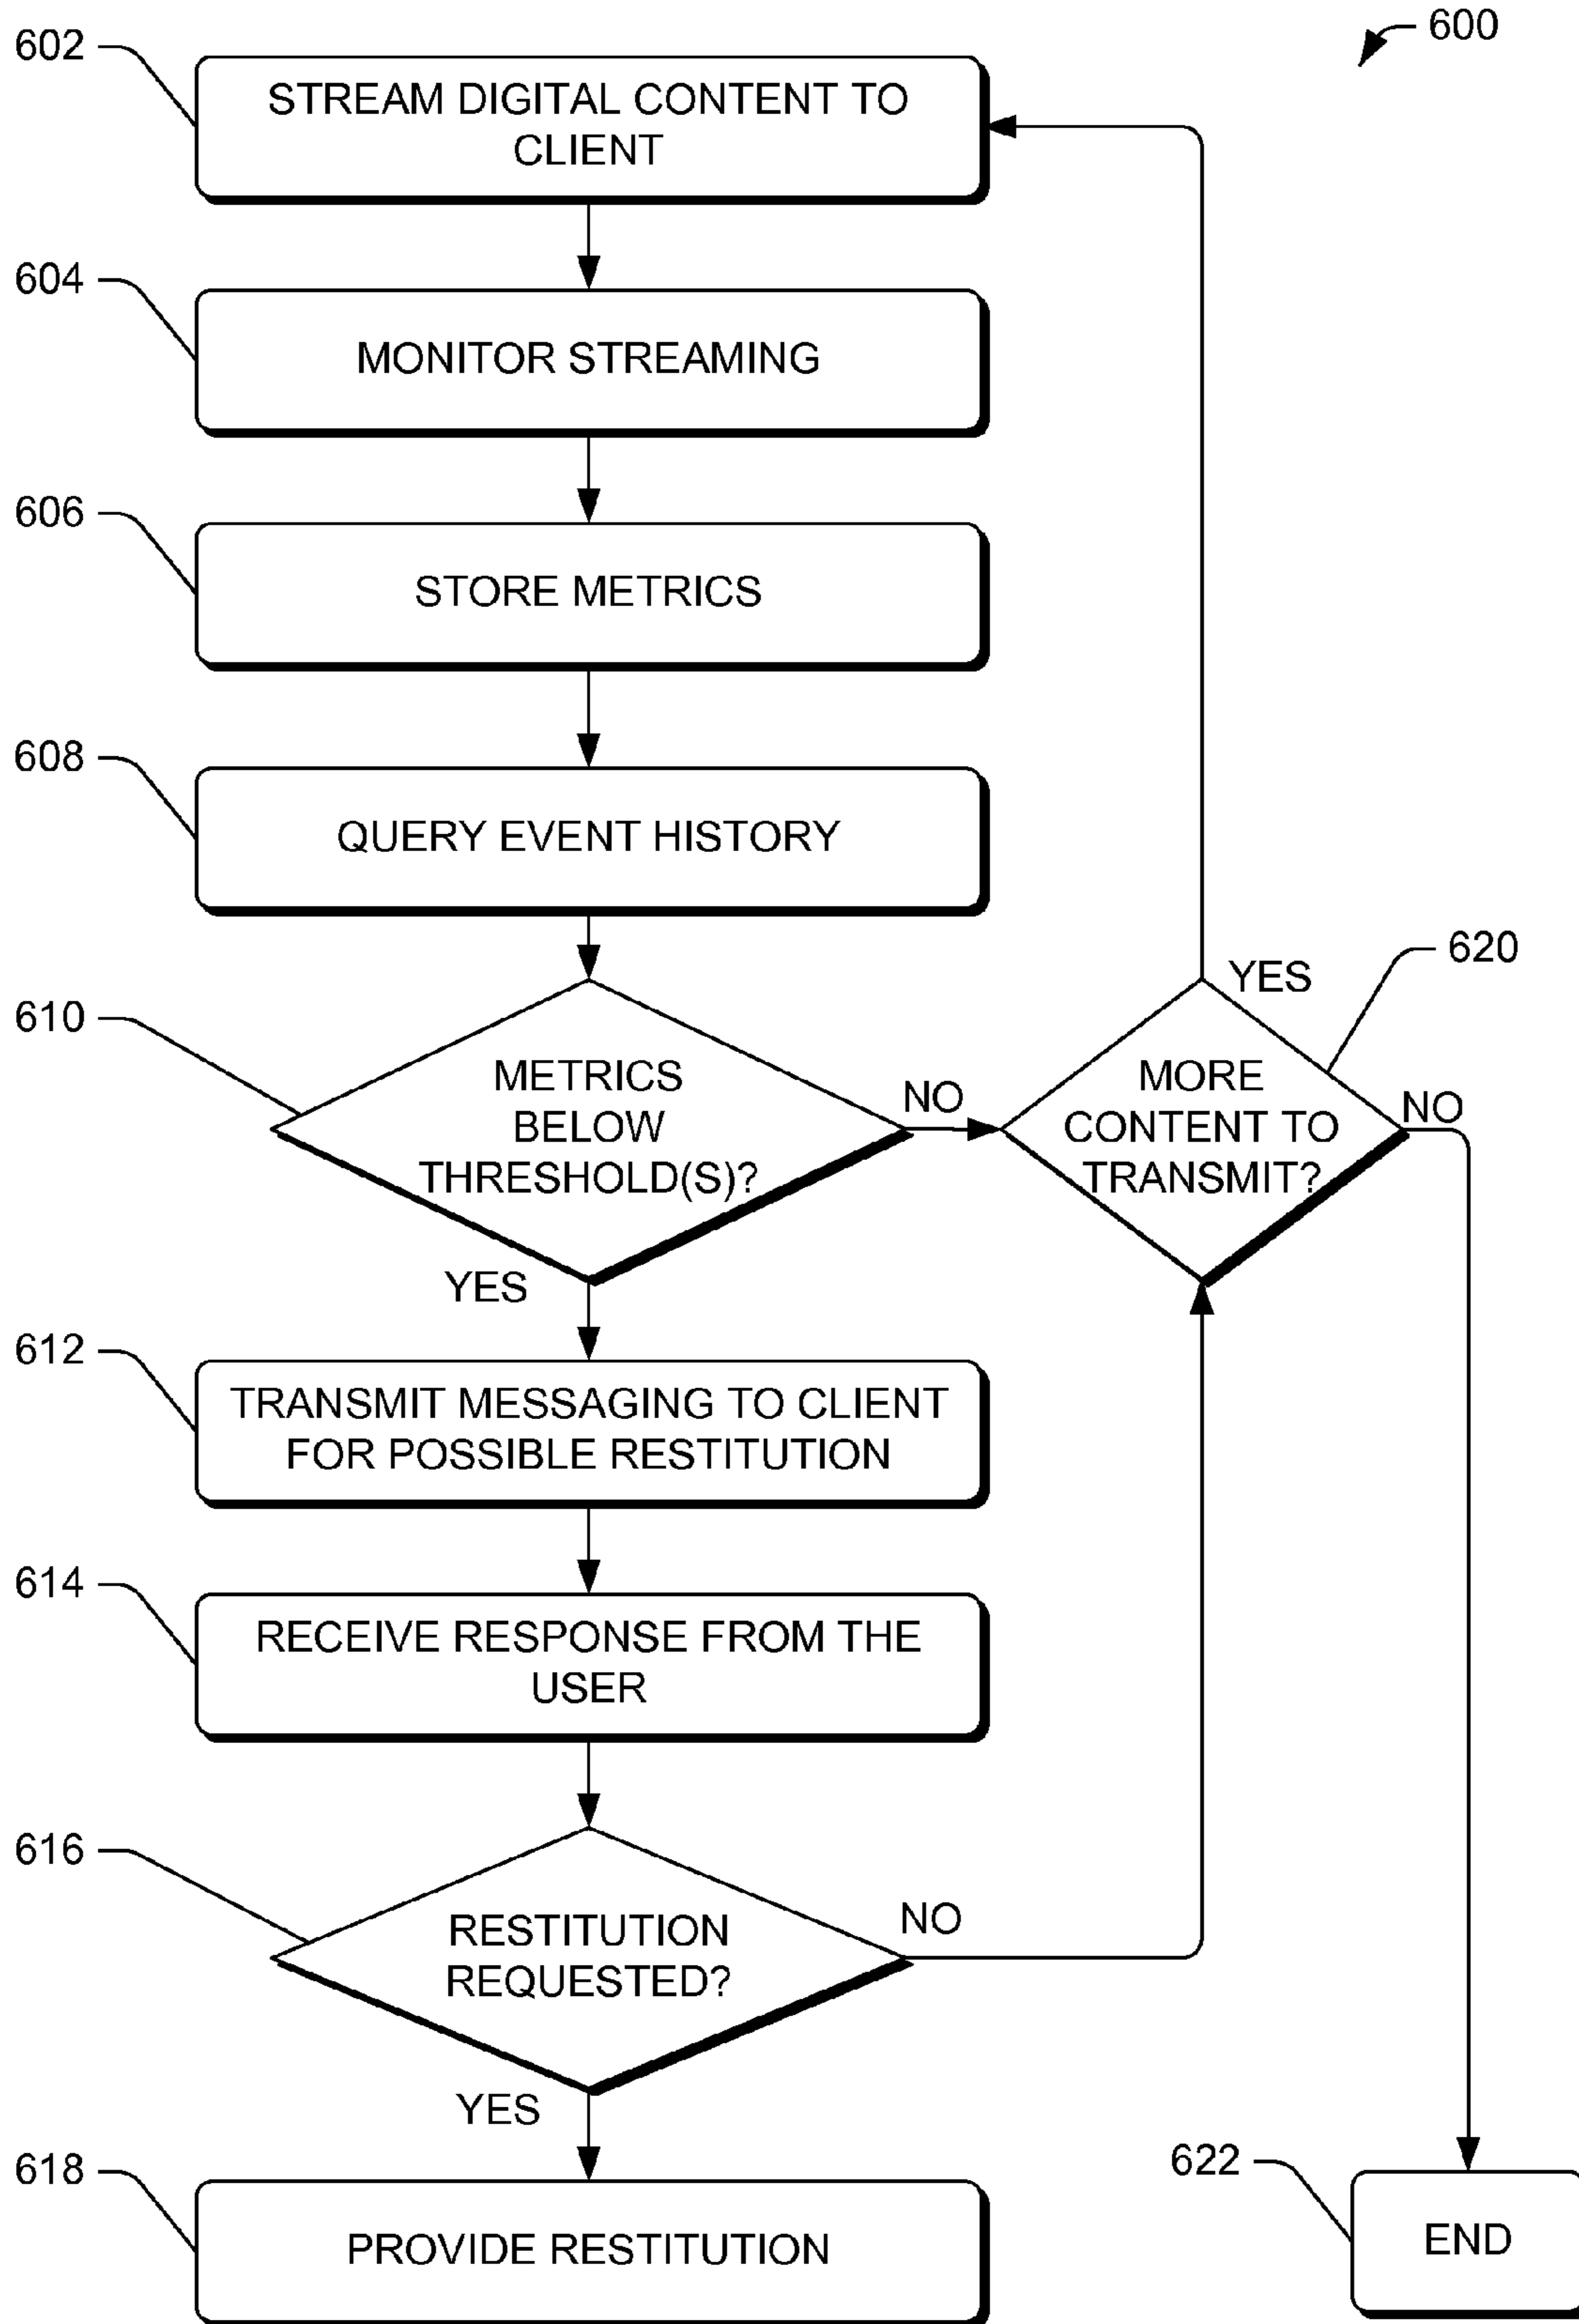 600
602
STREAM DIGITAL CONTENT TO
CLIENT
604
MONITOR STREAMING
606
STORE METRICS
608
QUERY EVENT HISTORY
610
METRICS
BELOW
THRESHOLD(S)?
NO
YES
620
MORE
CONTENT TO
TRANSMIT?
YES
NO
612
TRANSMIT MESSAGING TO CLIENT
FOR POSSIBLE RESTITUTION
614
RECEIVE RESPONSE FROM THE
USER
616
RESTITUTION
REQUESTED?
NO
YES
618
PROVIDE RESTITUTION
622
END